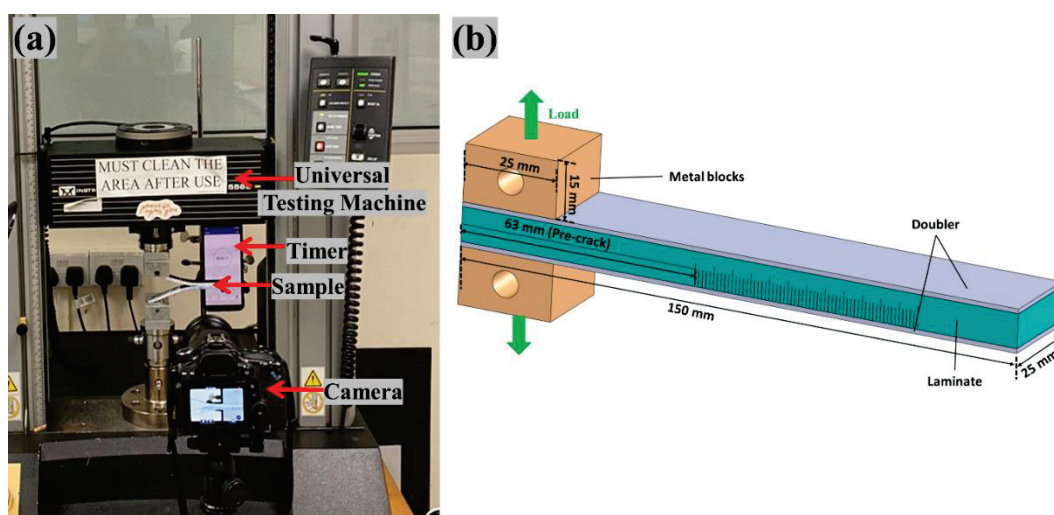 (a)
MUST CLEAN THE
AREA AFTER USE
Universal
Testing Machine
Timer
Sample
Camera
(b)
Load
25 mm
15 mm
Metal blocks
63 mm (Pre-crack)
Doubler
150 mm
25 mm
Laminate